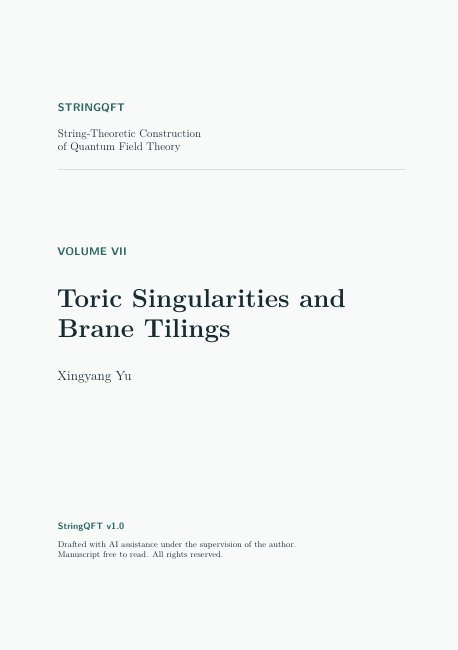 STRINGQFT
String-Theoretic Construction
of Quantum Field Theory
VOLUME VII
Toric Singularities and
Brane Tilings
Xingyang Yu
StringQFT v1.0
Drafted with AI assistance under the supervision of the author.
Manuscript free to read. All rights reserved.